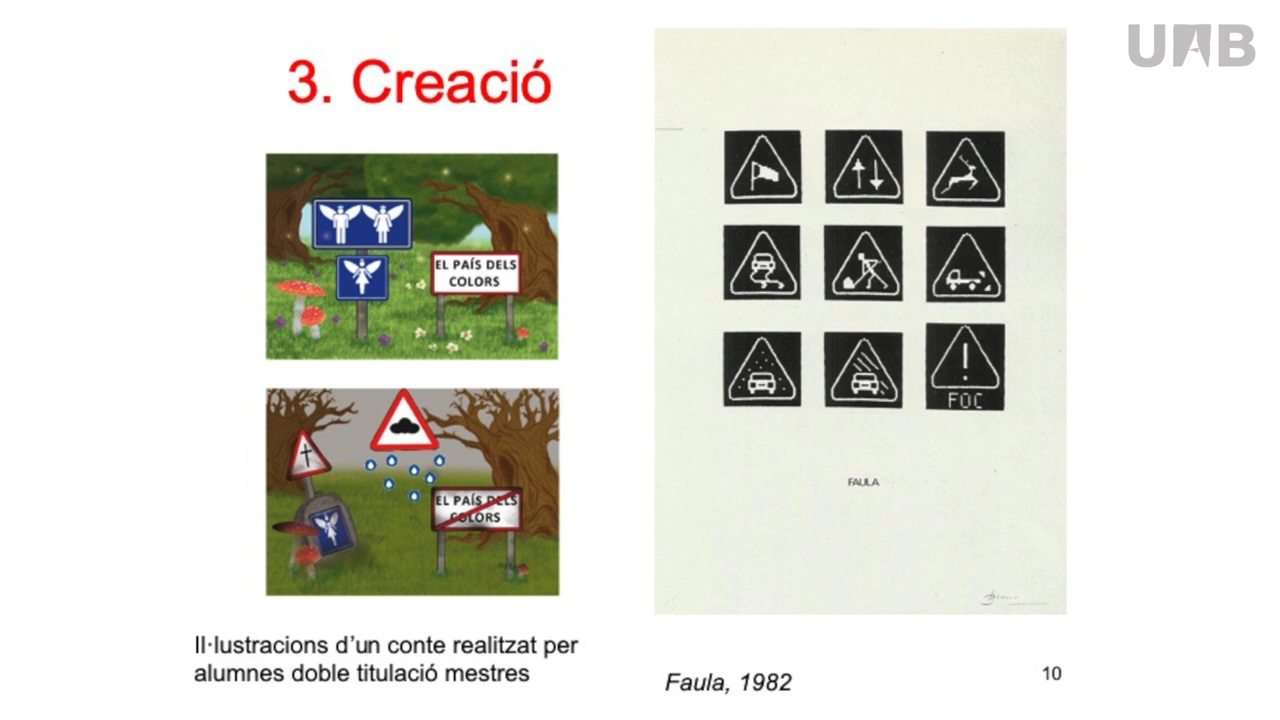 UAB
3. Creació
EL PAÍS DELS
COLORS
EL PAÍS DELS
COLORS
Il·lustracions d’un conte realitzat per
alumnes doble titulació mestres
FOC
FAULA
Faula, 1982
10